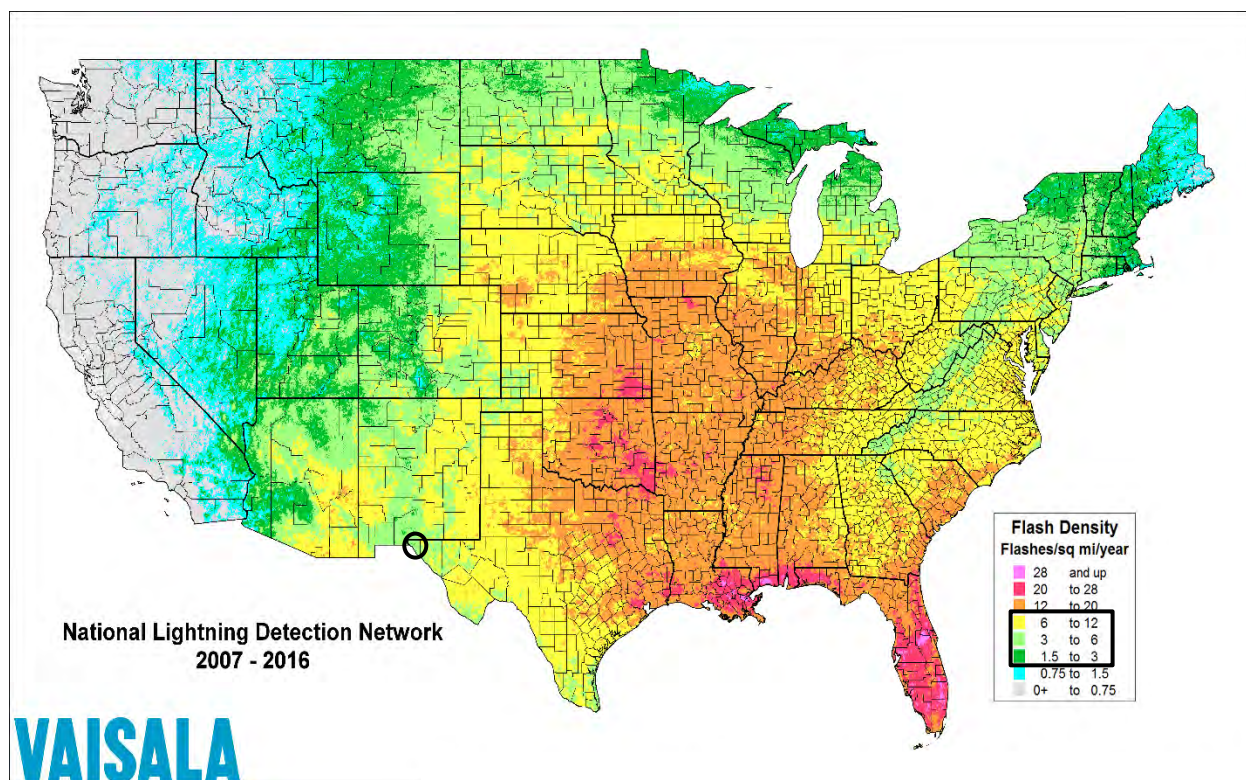 National Lightning Detection Network
2007 - 2016
VAISALA
Flash Density
Flashes/sq mi/year
28 and up
20 to 28
12 to 20
6 to 12
3 to 6
1.5 to 3
0.75 to 1.5
0+ to 0.75